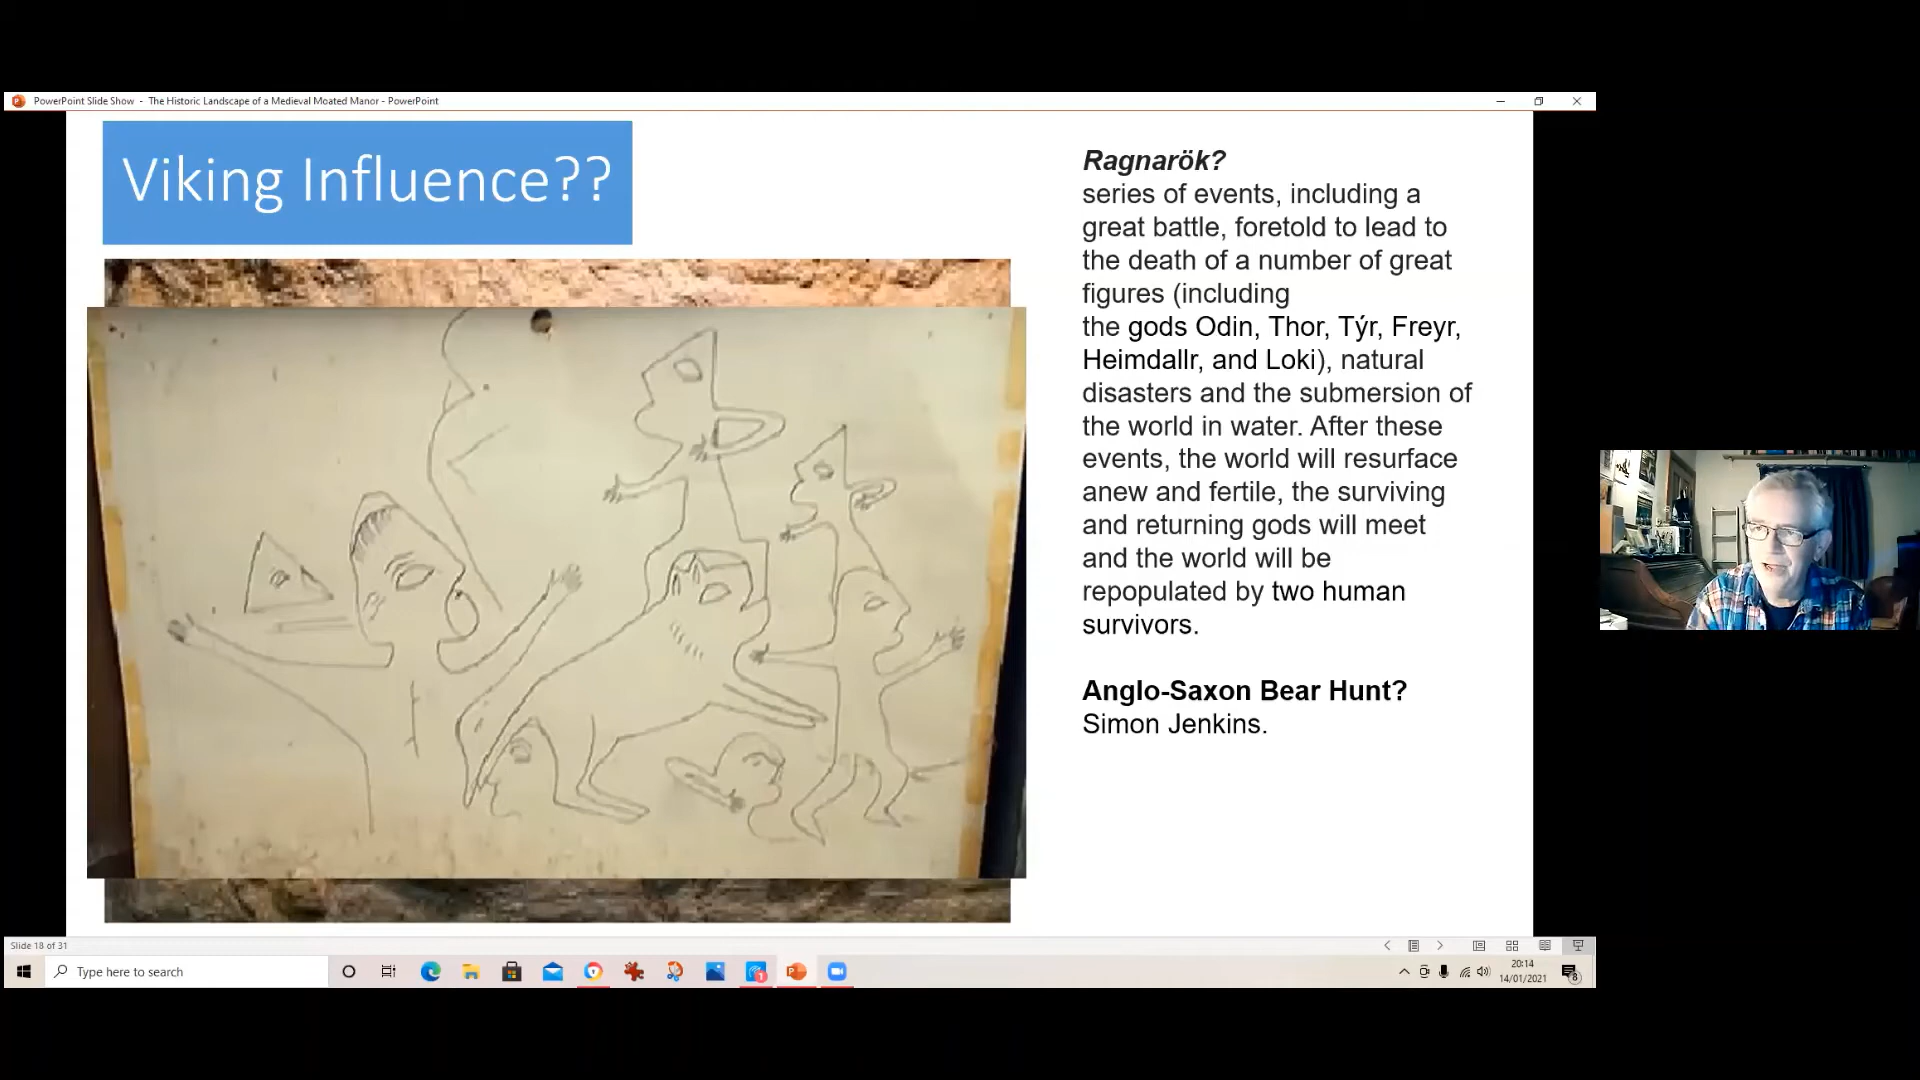 PowerPoint Slide Show - The Historic Landscape of a Medieval Moated Manor - PowerPoint
Viking Influence??
Ragnarök?
series of events, including a
great battle, foretold to lead to
the death of a number of great
figures (including
the gods Odin, Thor, Týr, Freyr,
Heimdallr, and Loki), natural
disasters and the submersion of
the world in water. After these
events, the world will resurface
anew and fertile, the surviving
and returning gods will meet
and the world will be
repopulated by two human
survivors.
Anglo-Saxon Bear Hunt?
Simon Jenkins.
Slide 18 of 31
Type here to search
1
20:14
14/01/2021
8